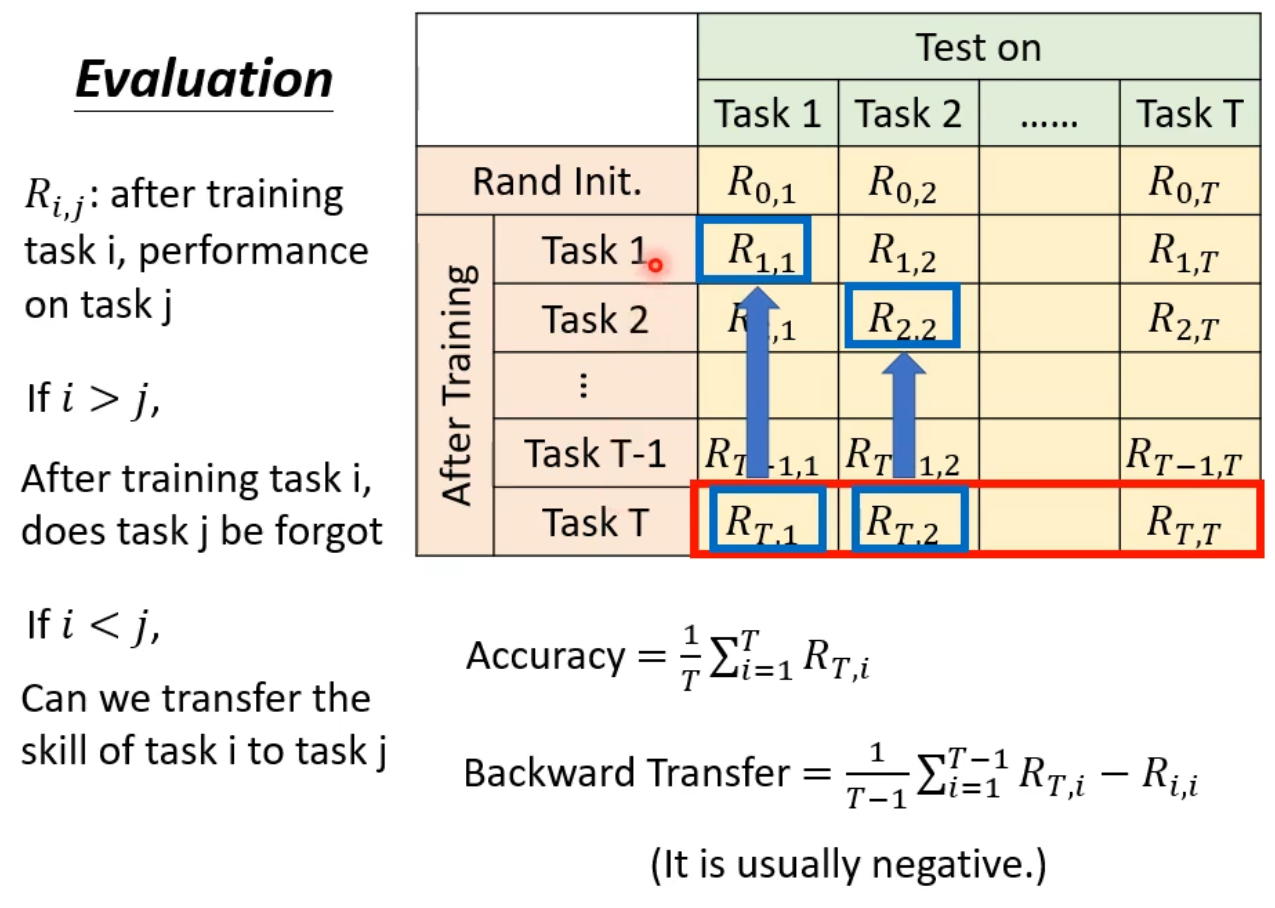 Evaluation
R_{i,j}: after training
task i, performance
on task j
If i > j,
After training task i,
does task j be forgot
If i < j,
Can we transfer the
skill of task i to task j
Test on
Task 1 Task 2 ...... Task T
Rand Init. R_{0,1} R_{0,2} R_{0,T}
After Training
Task 1 R_{1,1} R_{1,2} R_{1,T}
Task 2 R_{2,2} R_{2,T}
⋮
Task T-1 R_{T-1,1} R_{T-1,2} R_{T-1,T}
Task T R_{T,1} R_{T,2} R_{T,T}
Accuracy = \frac{1}{T} \sum_{i=1}^{T} R_{T,i}
Backward Transfer = \frac{1}{T-1} \sum_{i=1}^{T-1} R_{T,i} − R_{i,i}
(It is usually negative.)